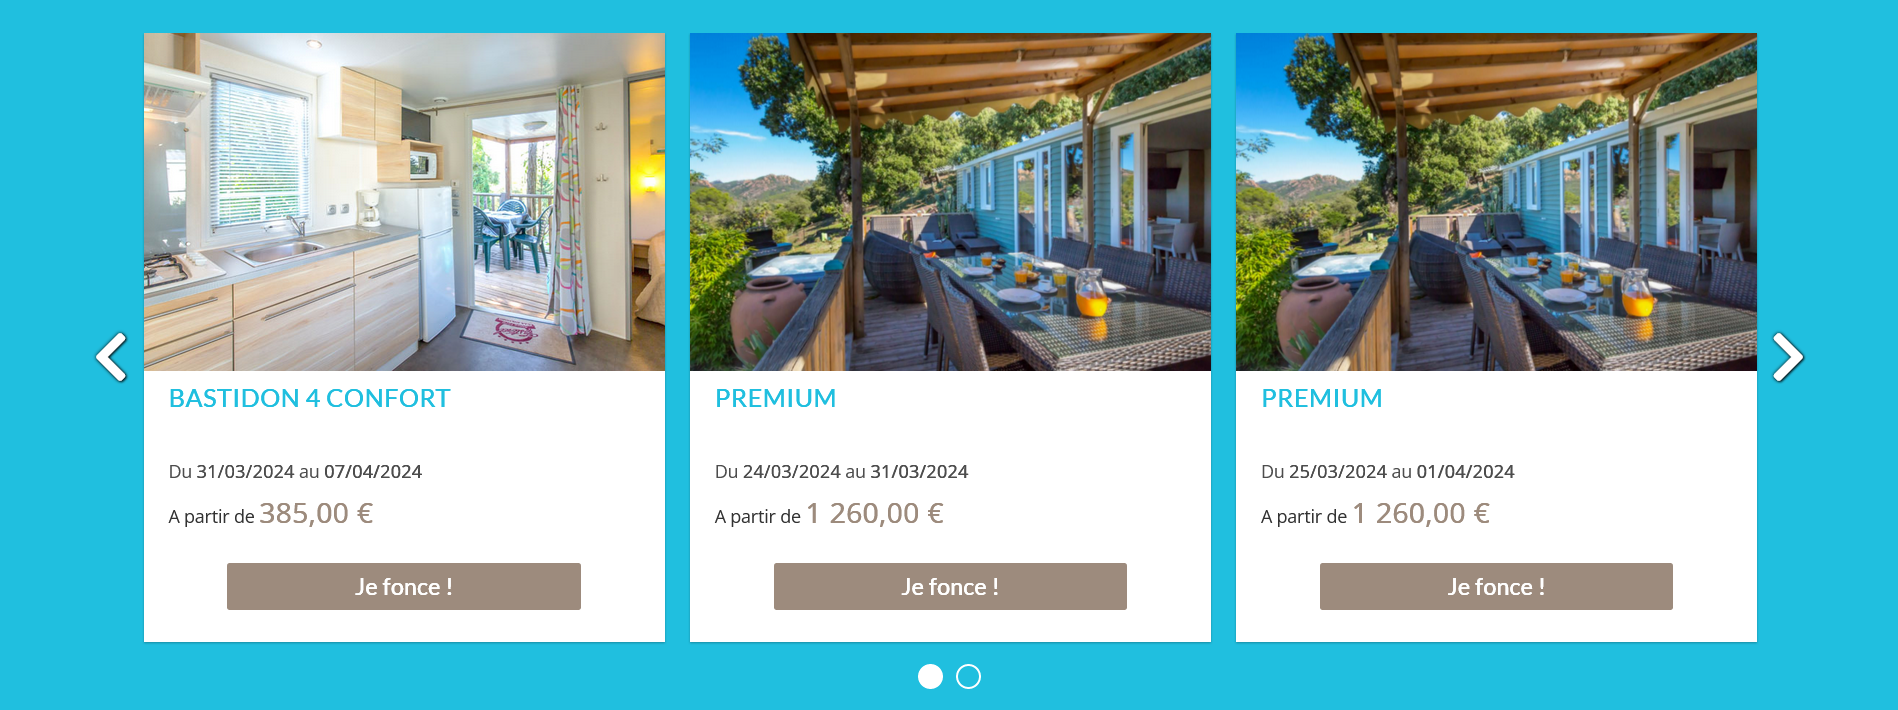 BASTIDON 4 CONFORT
Du 31/03/2024 au 07/04/2024
A partir de 385,00 €
Je fonce !
PREMIUM
Du 24/03/2024 au 31/03/2024
A partir de 1 260,00 €
Je fonce !
PREMIUM
Du 25/03/2024 au 01/04/2024
A partir de 1 260,00 €
Je fonce !